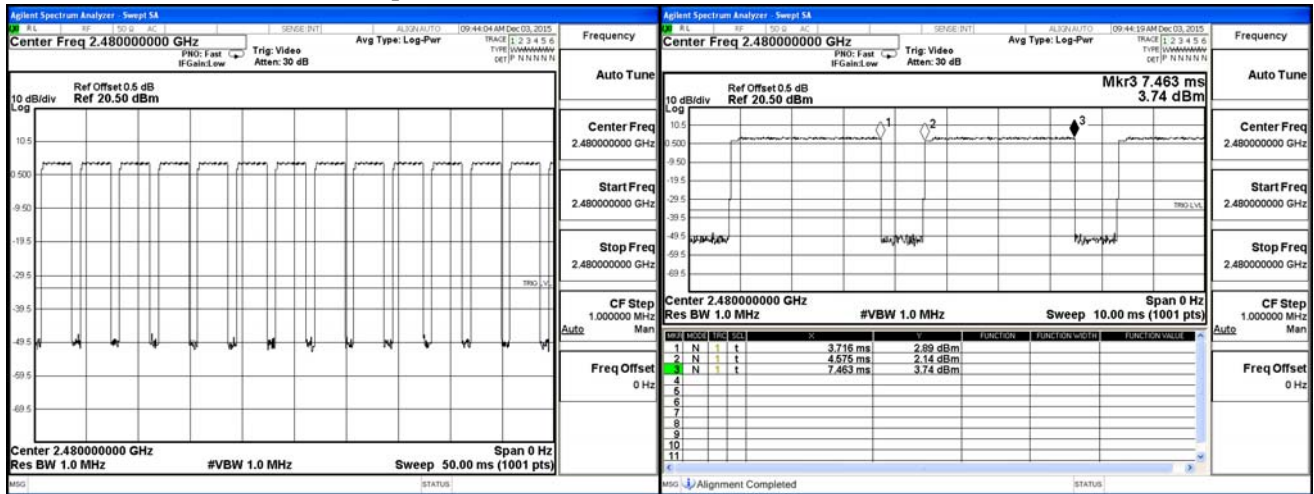 Agilent Spectrum Analyzer - Swept SA
RL RF 50 Ω AC SENSE:INT ALIGNAUTO 09:44:04 AM Dec 03, 2015
Center Freq 2.480000000 GHz
PNO: Fast
IFGain:Low
Trig: Video
Atten: 30 dB
Avg Type: Log-Pwr
TRACE 1 2 3 4 5 6
TYPE
DET P N N N N N
Ref Offset 0.5 dB
10 dB/div Ref 20.50 dBm
Log
10.5
0.500
-9.50
-19.5
-29.5
-39.5
-49.5
-59.5
-69.5
TRIG LVL
Center 2.480000000 GHz Span 0 Hz
Res BW 1.0 MHz #VBW 1.0 MHz Sweep 50.00 ms (1001 pts)
MSG STATUS
Frequency
Auto Tune
Center Freq
2.480000000 GHz
Start Freq
2.480000000 GHz
Stop Freq
2.480000000 GHz
CF Step
1.000000 MHz
Auto Man
Freq Offset
0 Hz
Agilent Spectrum Analyzer - Swept SA
RL RF 50 Ω AC SENSE:INT ALIGNAUTO 09:44:19 AM Dec 03, 2015
Center Freq 2.480000000 GHz
PNO: Fast
IFGain:Low
Trig: Video
Atten: 30 dB
Avg Type: Log-Pwr
TRACE 1 2 3 4 5 6
TYPE
DET P N N N N N
Mkr3 7.463 ms
3.74 dBm
Ref Offset 0.5 dB
10 dB/div Ref 20.50 dBm
Log
1 2 3
10.5
0.500
-9.50
-19.5
-29.5
-39.5
-49.5
-59.5
-69.5
TRIG LVL
Center 2.480000000 GHz Span 0 Hz
Res BW 1.0 MHz #VBW 1.0 MHz Sweep 10.00 ms (1001 pts)
MKR MODE TRC SCL X Y FUNCTION FUNCTION WIDTH FUNCTION VALUE
1 N 1 t 3.716 ms 2.89 dBm
2 N 1 t 4.575 ms 2.14 dBm
3 N 1 t 7.463 ms 3.74 dBm
4
5
6
7
8
9
10
11
MSG Alignment Completed STATUS
Frequency
Auto Tune
Center Freq
2.480000000 GHz
Start Freq
2.480000000 GHz
Stop Freq
2.480000000 GHz
CF Step
1.000000 MHz
Auto Man
Freq Offset
0 Hz